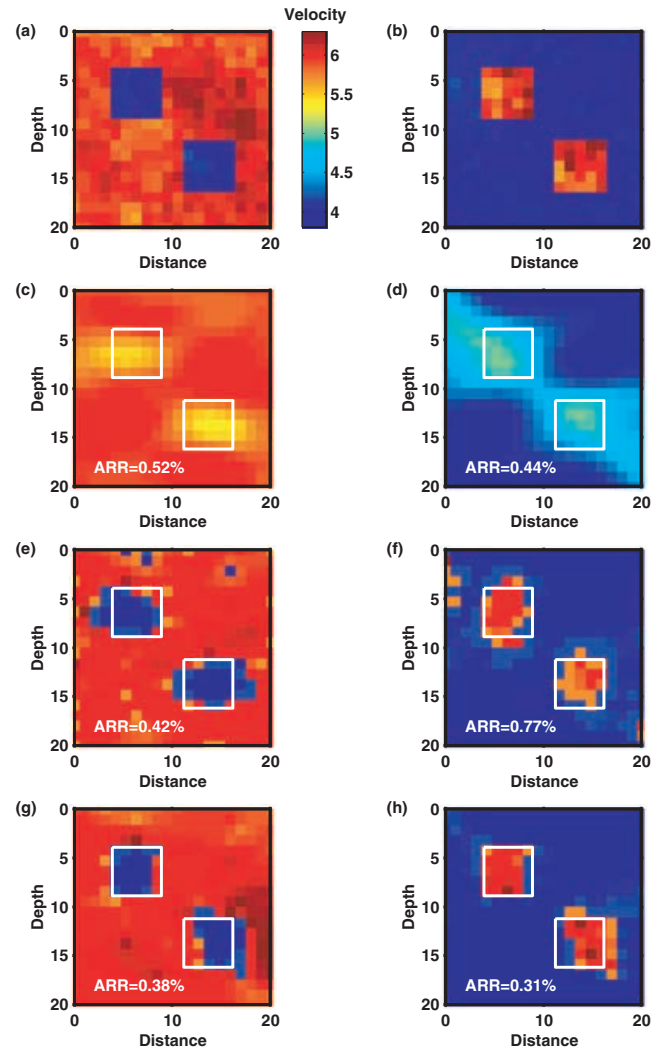 Velocity
(a)
0
5
10
15
20
Depth
0
10
20
Distance
6
5.5
5
4.5
4
(b)
0
5
10
15
20
Depth
0
10
20
Distance
(c)
0
5
10
15
20
Depth
ARR=0.52%
0
10
20
Distance
(d)
0
5
10
15
20
Depth
ARR=0.44%
0
10
20
Distance
(e)
0
5
10
15
20
Depth
ARR=0.42%
0
10
20
Distance
(f)
0
5
10
15
20
Depth
ARR=0.77%
0
10
20
Distance
(g)
0
5
10
15
20
Depth
ARR=0.38%
0
10
20
Distance
(h)
0
5
10
15
20
Depth
ARR=0.31%
0
10
20
Distance